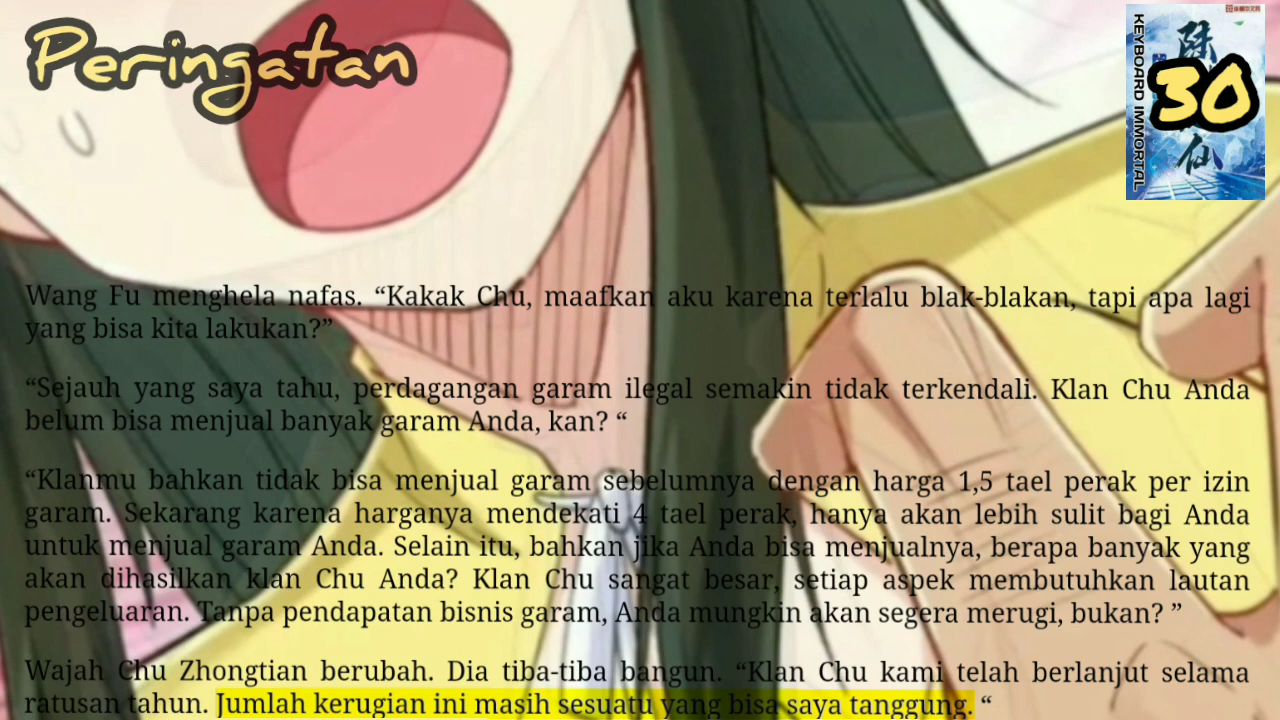 Peringatan
KEYBOARD IMMORTAL
30
仙
Wang Fu menghela nafas. “Kakak Chu, maafkan aku karena terlalu blak-blakan, tapi apa lagi
yang bisa kita lakukan?”
“Sejauh yang saya tahu, perdagangan garam ilegal semakin tidak terkendali. Klan Chu Anda
belum bisa menjual banyak garam Anda, kan? “
“Klanmu bahkan tidak bisa menjual garam sebelumnya dengan harga 1,5 tael perak per izin
garam. Sekarang karena harganya mendekati 4 tael perak, hanya akan lebih sulit bagi Anda
untuk menjual garam Anda. Selain itu, bahkan jika Anda bisa menjualnya, berapa banyak yang
akan dihasilkan klan Chu Anda? Klan Chu sangat besar, setiap aspek membutuhkan lautan
pengeluaran. Tanpa pendapatan bisnis garam, Anda mungkin akan segera merugi, bukan? ”
Wajah Chu Zhongtian berubah. Dia tiba-tiba bangun. “Klan Chu kami telah berlanjut selama
ratusan tahun. Jumlah kerugian ini masih sesuatu yang bisa saya tanggung. “